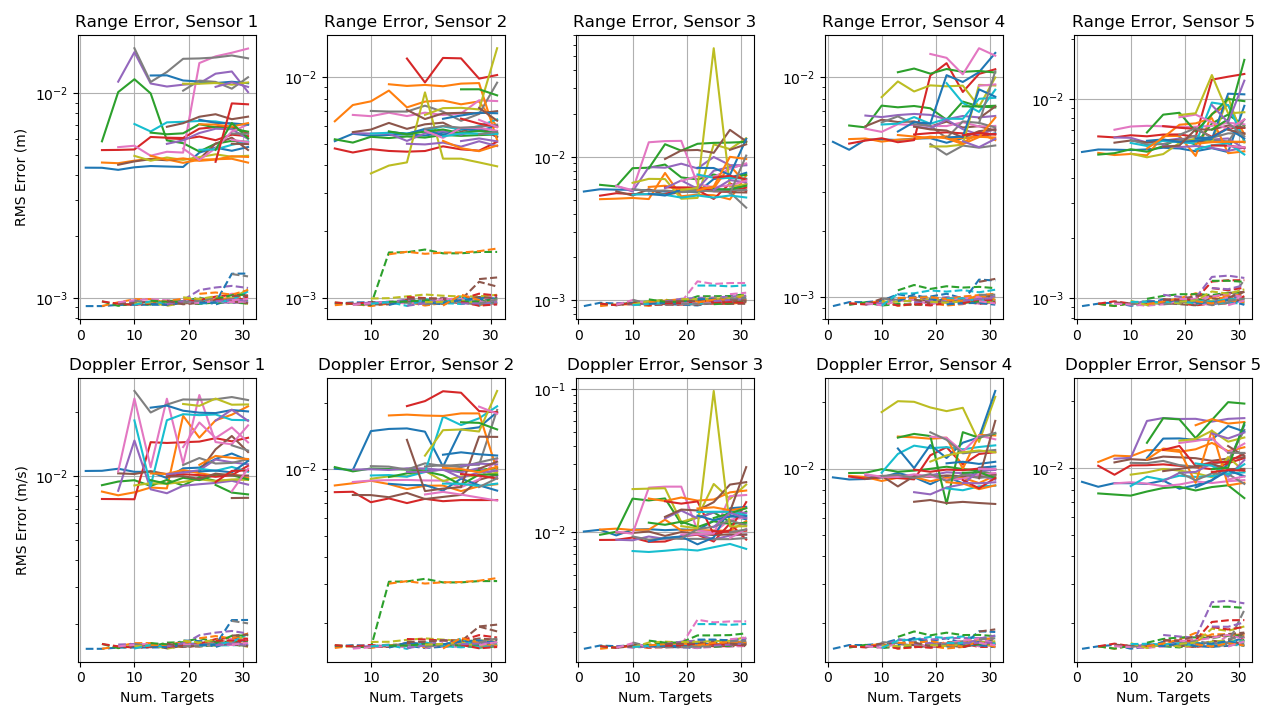 Range Error, Sensor 1
Range Error, Sensor 2
Range Error, Sensor 3
Range Error, Sensor 4
Range Error, Sensor 5
RMS Error (m)
10⁻²
10⁻³
0 10 20 30
10⁻²
10⁻³
10 20 30
10⁻²
10⁻³
0 10 20 30
10⁻²
10⁻³
0 10 20 30
10⁻²
10⁻³
0 10 20 30
Doppler Error, Sensor 1
Doppler Error, Sensor 2
Doppler Error, Sensor 3
Doppler Error, Sensor 4
Doppler Error, Sensor 5
RMS Error (m/s)
10⁻²
0 10 20 30
Num. Targets
10⁻²
10 20 30
Num. Targets
10⁻¹
10⁻²
0 10 20 30
Num. Targets
10⁻²
0 10 20 30
Num. Targets
10⁻²
0 10 20 30
Num. Targets